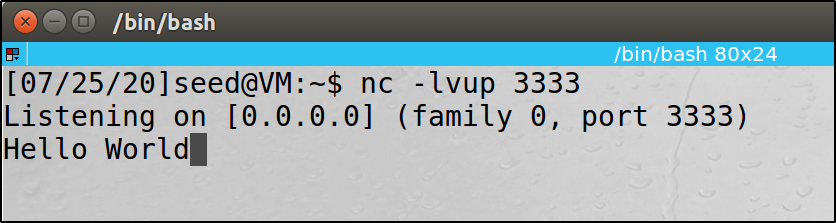 /bin/bash
/bin/bash 80x24
[07/25/20]seed@VM:~$ nc -lvup 3333
Listening on [0.0.0.0] (family 0, port 3333)
Hello World